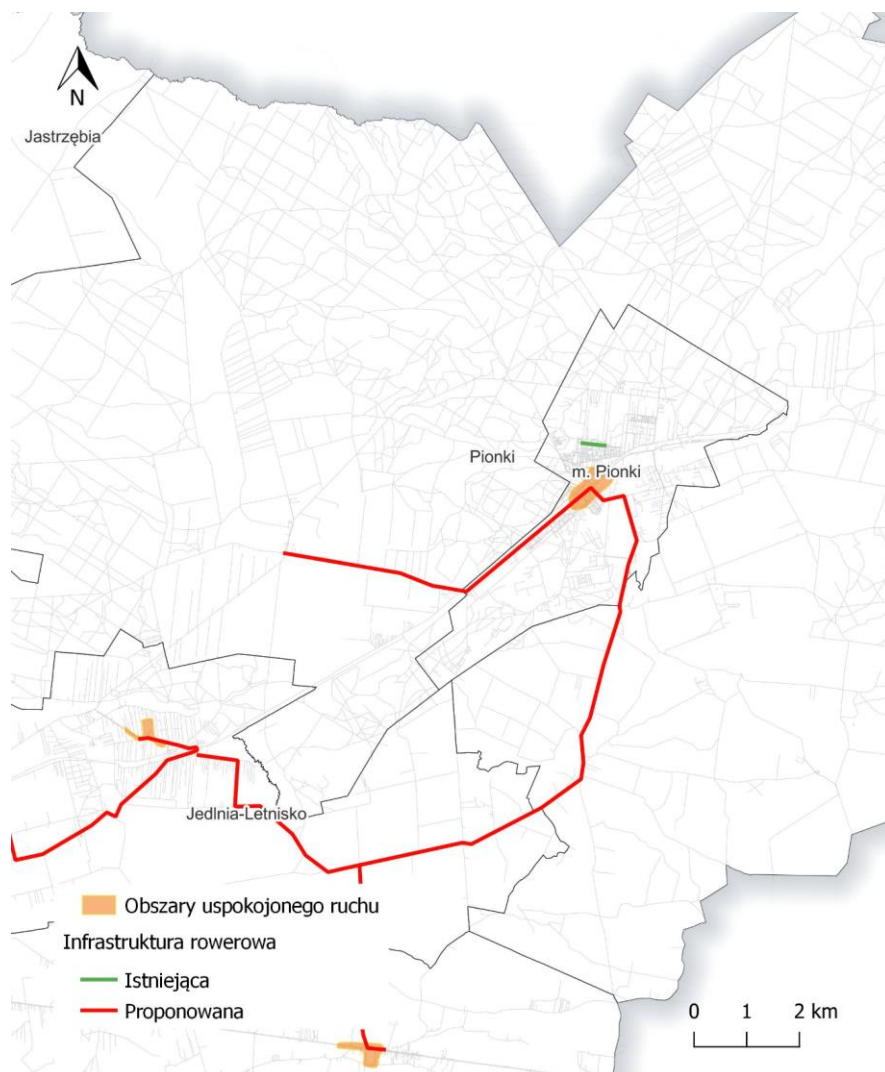 N
Jastrzębia
Pionki
m. Pionki
Jedlnia-Letnisko
Obszary uspokojonego ruchu
Infrastruktura rowerowa
Istniejąca
Proponowana
0 1 2 km